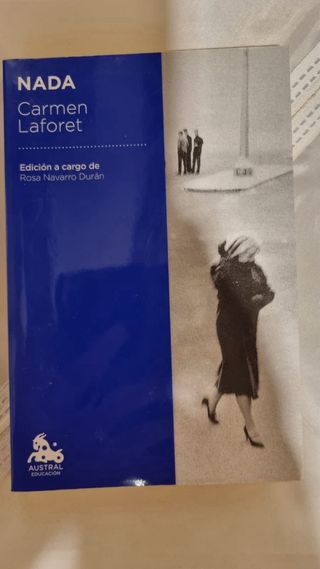 NADA
Carmen
Laforet
Edición a cargo de
Rosa Navarro Durán
AUSTRAL
EDUCACIÓN